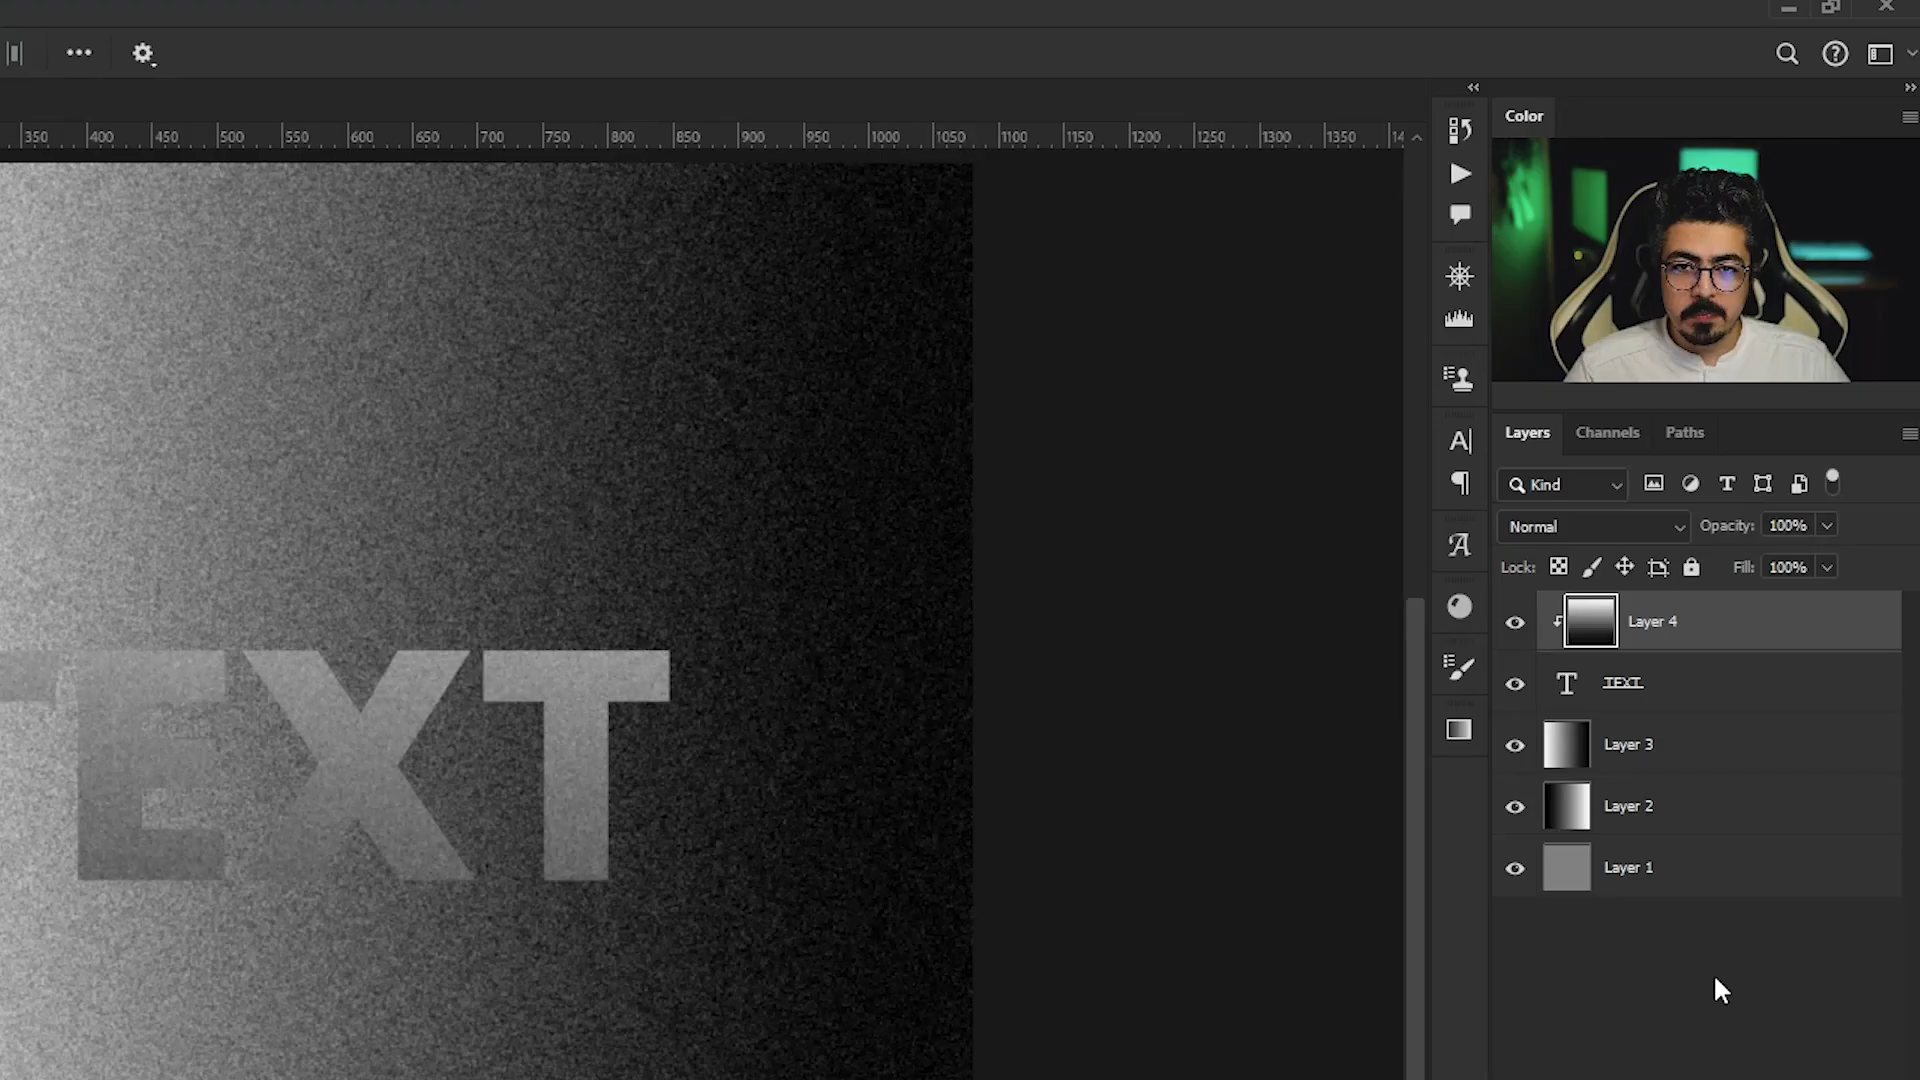 350 400 450 500 550 600 650 700 750 800 850 900 950 1000 1050 1100 1150 1200 1250 1300 1350 14
Color
Layers Channels Paths
Kind
Normal Opacity: 100%
Lock: Fill: 100%
Layer 4
TEXT
Layer 3
Layer 2
Layer 1
TEXT